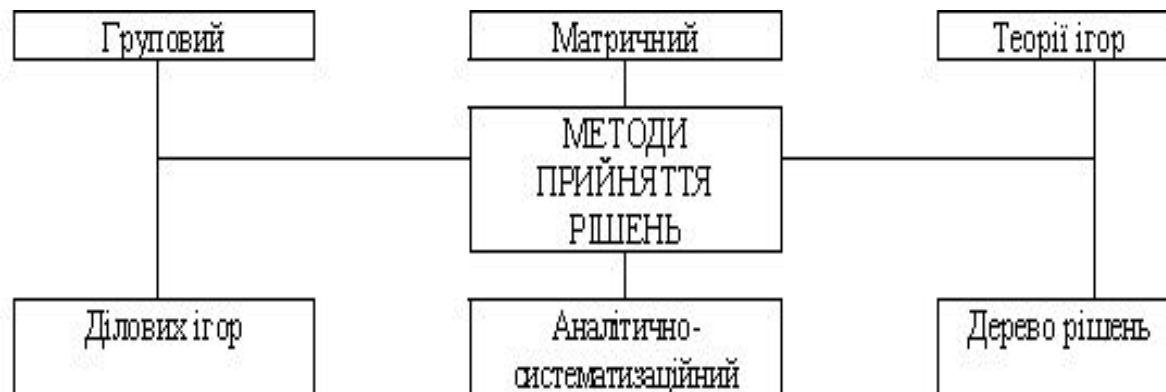 Груповий
Матричний
Теорії ігор
МЕТОДИ
ПРИЙНЯТТЯ
РІШЕНЬ
Ділових ігор
Аналітично-
систематизаційний
Дерево рішень